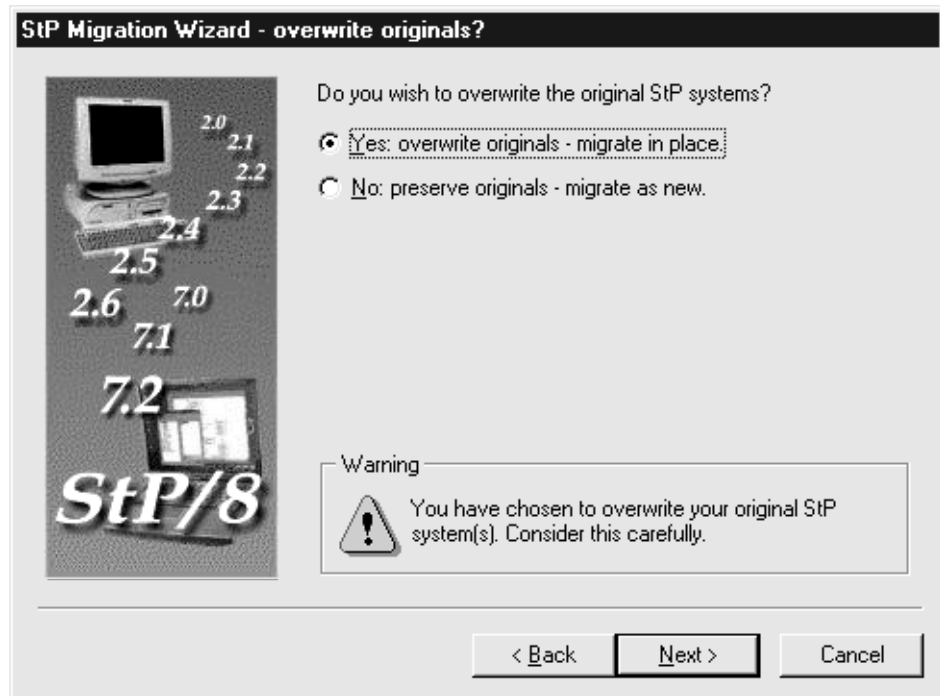 StP Migration Wizard - overwrite originals?
Do you wish to overwrite the original StP systems?
Yes: overwrite originals - migrate in place.
No: preserve originals - migrate as new.
2.0
2.1
2.2
2.3
2.4
2.5
2.6
7.0
7.1
7.2
StP/8
Warning
You have chosen to overwrite your original StP
system(s). Consider this carefully.
< Back
Next >
Cancel